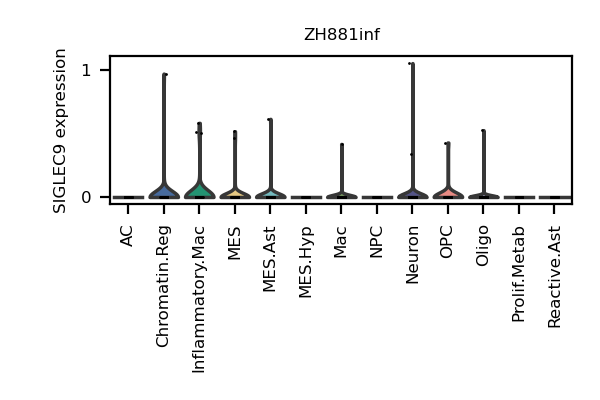 ZH881inf
SIGLEC9 expression
1
0
AC
Chromatin.Reg
Inflammatory.Mac
MES
MES.Ast
MES.Hyp
Mac
NPC
Neuron
OPC
Oligo
Prolif.Metab
Reactive.Ast